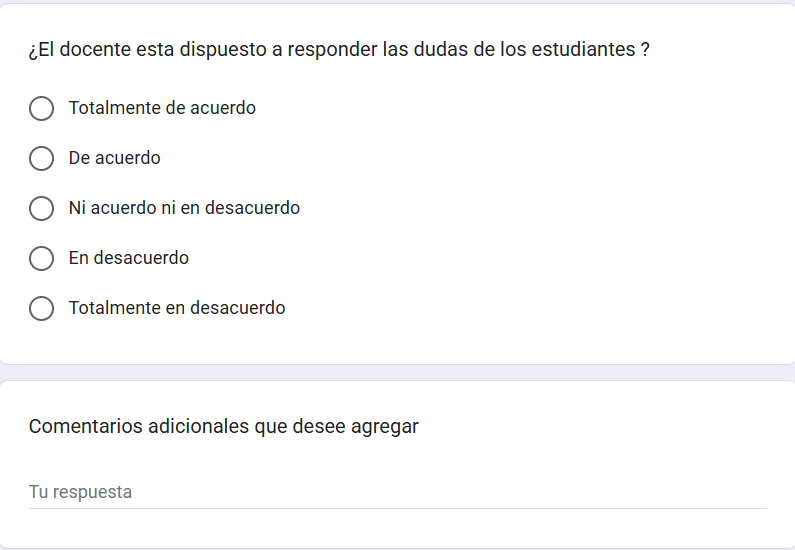 ¿El docente esta dispuesto a responder las dudas de los estudiantes ?
Totalmente de acuerdo
De acuerdo
Ni acuerdo ni en desacuerdo
En desacuerdo
Totalmente en desacuerdo
Comentarios adicionales que desee agregar
Tu respuesta